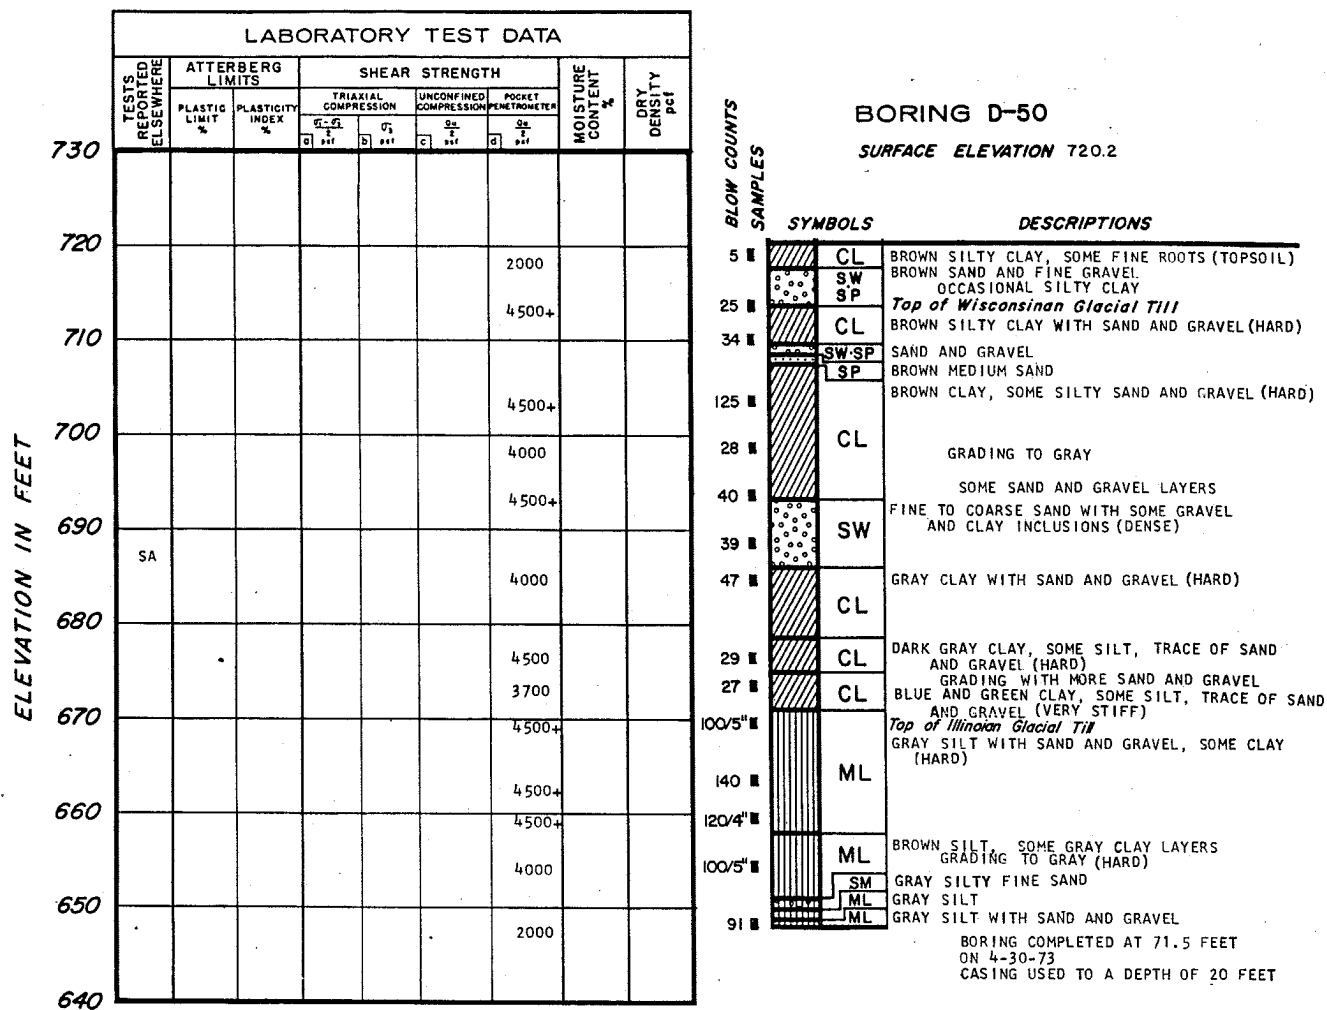 LABORATORY TEST DATA
TESTS REPORTED ELSEWHERE
ATTERBERG LIMITS
PLASTIC LIMIT %
PLASTICITY INDEX %
SHEAR STRENGTH
TRIAXIAL COMPRESSION
UNCONFINED COMPRESSION
POCKET PENETROMETER
a psf
b psf
c psf
d psf
MOISTURE CONTENT %
DRY DENSITY pcf
ELEVATION IN FEET
730
720
710
700
690
680
670
660
650
640
2000
4500+
4500+
4000
4500+
SA
4000
4500
3700
4500+
4500+
4500+
4000
2000
BORING D-50
SURFACE ELEVATION 720.2
BLOW COUNTS
SAMPLES
SYMBOLS
DESCRIPTIONS
5
CL
BROWN SILTY CLAY, SOME FINE ROOTS (TOPSOIL)
SW
SP
BROWN SAND AND FINE GRAVEL
OCCASIONAL SILTY CLAY
25
Top of Wisconsinan Glacial Till
CL
BROWN SILTY CLAY WITH SAND AND GRAVEL (HARD)
34
SW-SP
SAND AND GRAVEL
SP
BROWN MEDIUM SAND
BROWN CLAY, SOME SILTY SAND AND GRAVEL (HARD)
125
CL
28
GRADING TO GRAY
40
SOME SAND AND GRAVEL LAYERS
FINE TO COARSE SAND WITH SOME GRAVEL
AND CLAY INCLUSIONS (DENSE)
SW
39
47
GRAY CLAY WITH SAND AND GRAVEL (HARD)
CL
29
CL
DARK GRAY CLAY, SOME SILT, TRACE OF SAND
AND GRAVEL (HARD)
GRADING WITH MORE SAND AND GRAVEL
27
CL
BLUE AND GREEN CLAY, SOME SILT, TRACE OF SAND
AND GRAVEL (VERY STIFF)
100/5"
Top of Illinoian Glacial Till
GRAY SILT WITH SAND AND GRAVEL, SOME CLAY
(HARD)
ML
140
120/4"
BROWN SILT, SOME GRAY CLAY LAYERS
GRADING TO GRAY (HARD)
ML
100/5"
SM
GRAY SILTY FINE SAND
ML
GRAY SILT
ML
GRAY SILT WITH SAND AND GRAVEL
91
BORING COMPLETED AT 71.5 FEET
ON 4-30-73
CASING USED TO A DEPTH OF 20 FEET